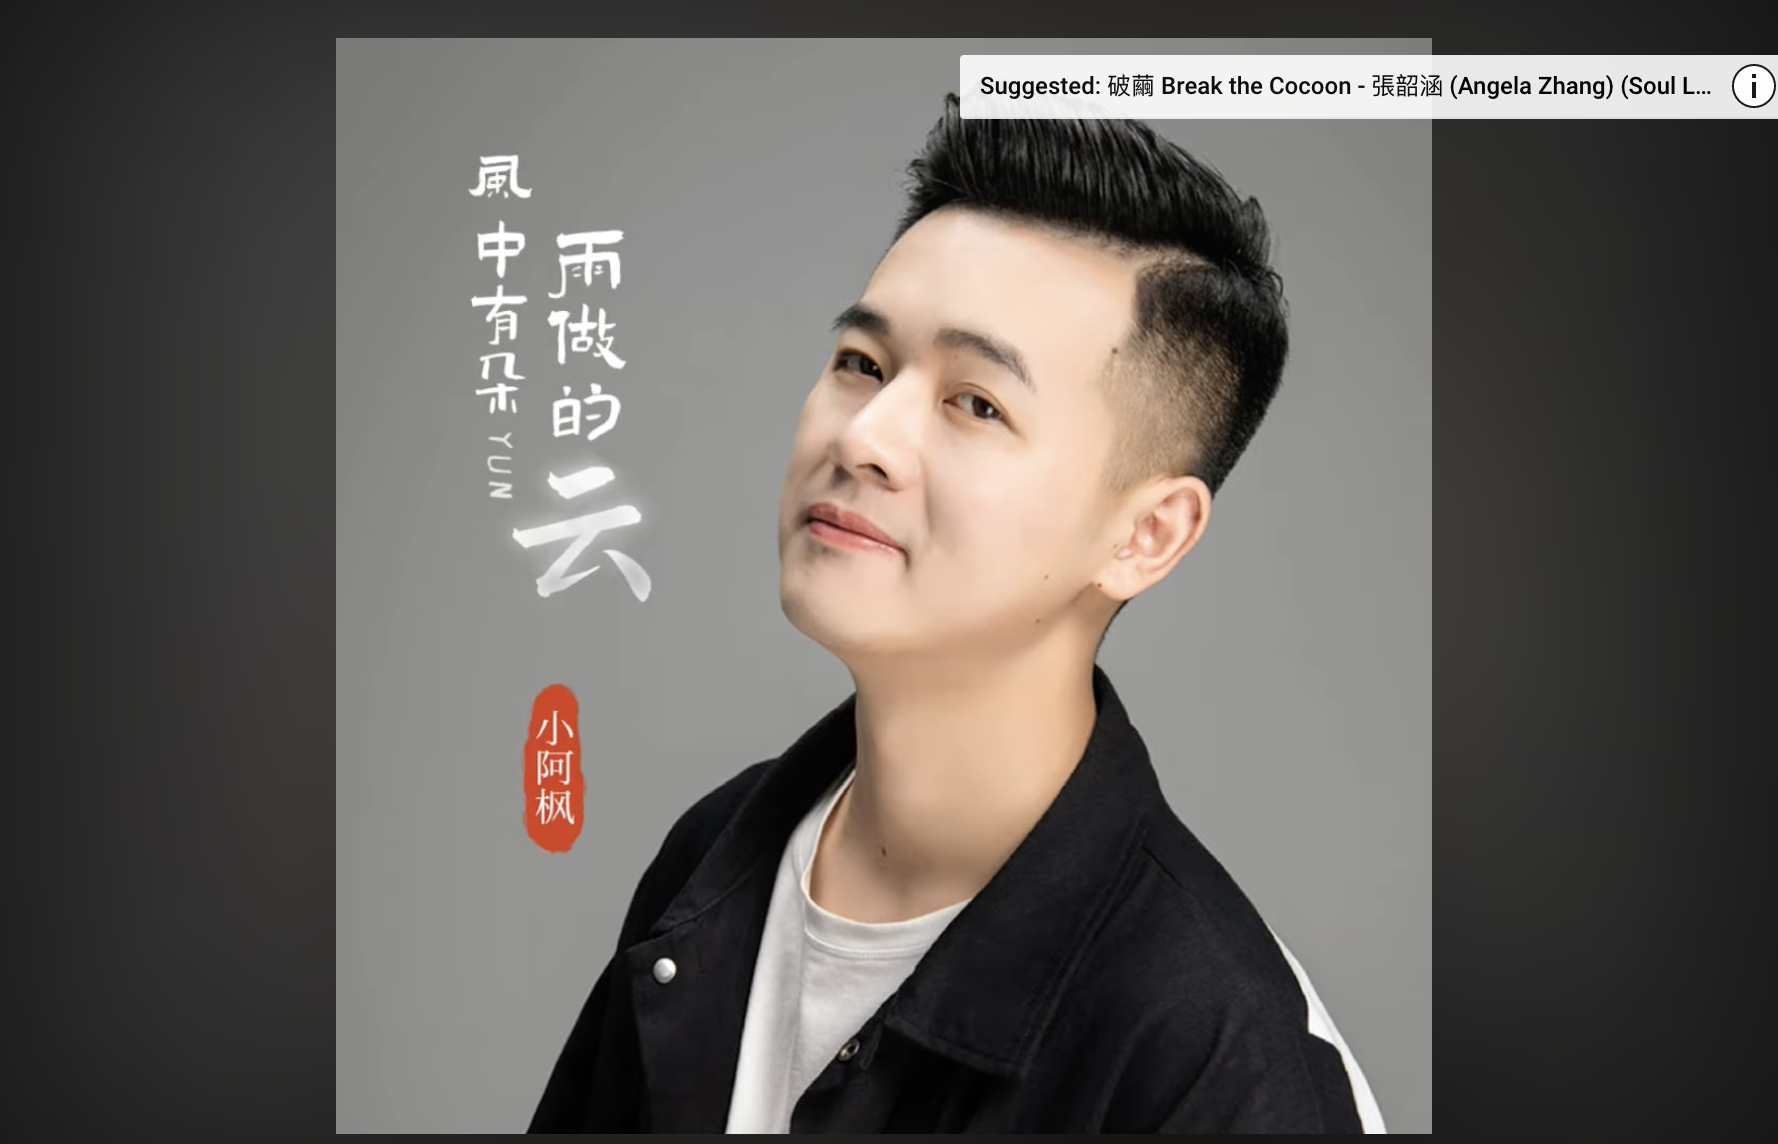 Suggested: 破繭 Break the Cocoon - 張韶涵 (Angela Zhang) (Soul L...
風中有朵
YUN
雨做的云
小阿枫